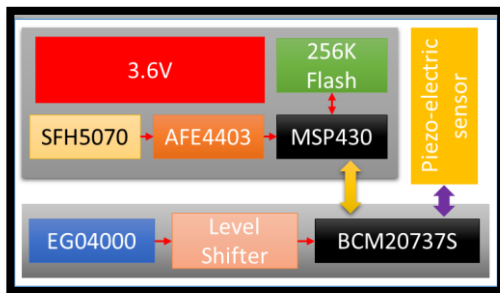 3.6V
256K
Flash
Piezo-electric
sensor
SFH5070
AFE4403
MSP430
EG04000
Level
Shifter
BCM20737S